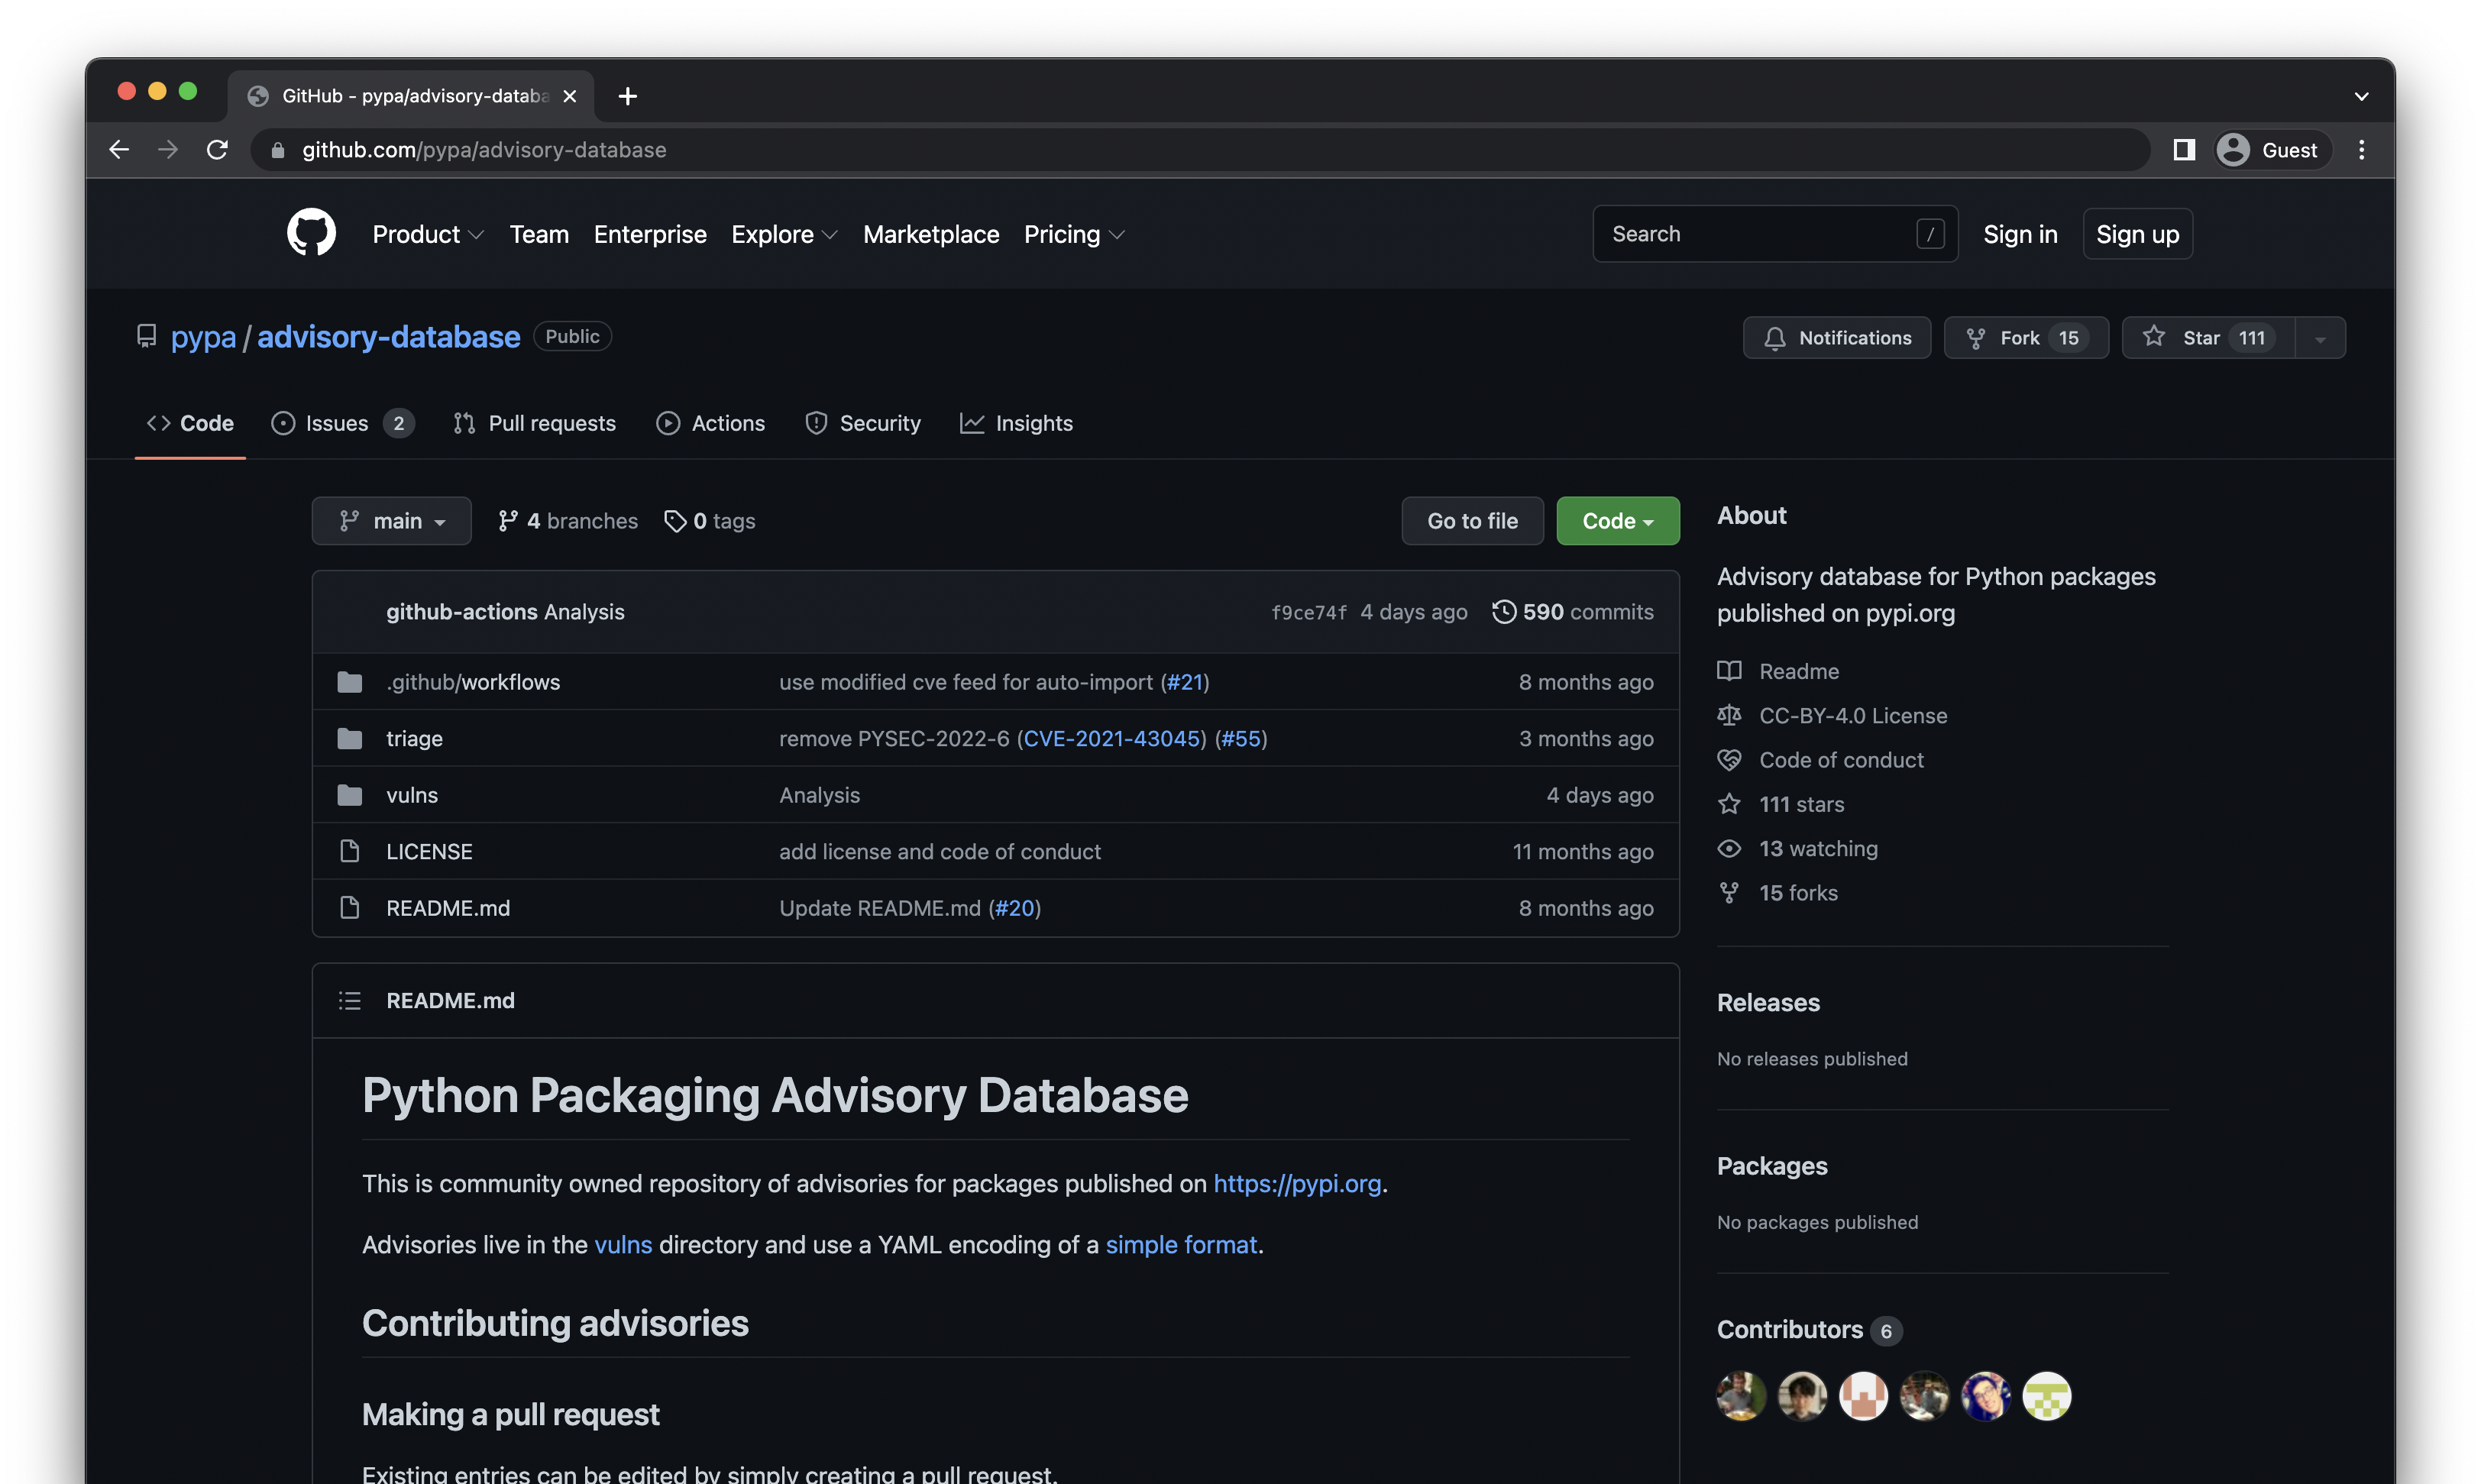 GitHub - pypa/advisory-databa
github.com/pypa/advisory-database
Guest
Product Team Enterprise Explore Marketplace Pricing
Search /
Sign in
Sign up
pypa / advisory-database Public
Notifications
Fork 15
Star 111
Code
Issues 2
Pull requests
Actions
Security
Insights
main
4 branches
0 tags
Go to file
Code
github-actions Analysis f9ce74f 4 days ago 590 commits
.github/workflows use modified cve feed for auto-import (#21) 8 months ago
triage remove PYSEC-2022-6 (CVE-2021-43045) (#55) 3 months ago
vulns Analysis 4 days ago
LICENSE add license and code of conduct 11 months ago
README.md Update README.md (#20) 8 months ago
README.md
Python Packaging Advisory Database
This is community owned repository of advisories for packages published on https://pypi.org.
Advisories live in the vulns directory and use a YAML encoding of a simple format.
Contributing advisories
Making a pull request
Existing entries can be edited by simply creating a pull request.
About
Advisory database for Python packages
published on pypi.org
Readme
CC-BY-4.0 License
Code of conduct
111 stars
13 watching
15 forks
Releases
No releases published
Packages
No packages published
Contributors 6